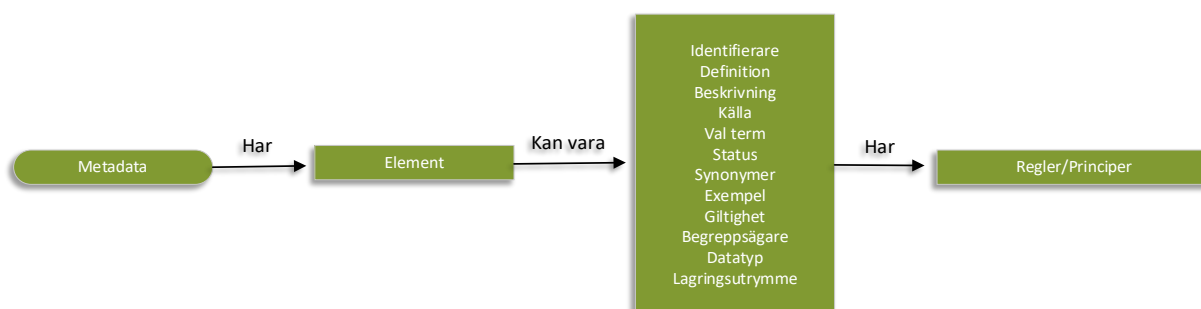 Metadata
Har
Element
Kan vara
Identifierare
Definition
Beskrivning
Källa
Val term
Status
Synonymer
Exempel
Giltighet
Begreppsägare
Datatyp
Lagringsutrymme
Har
Regler/Principer